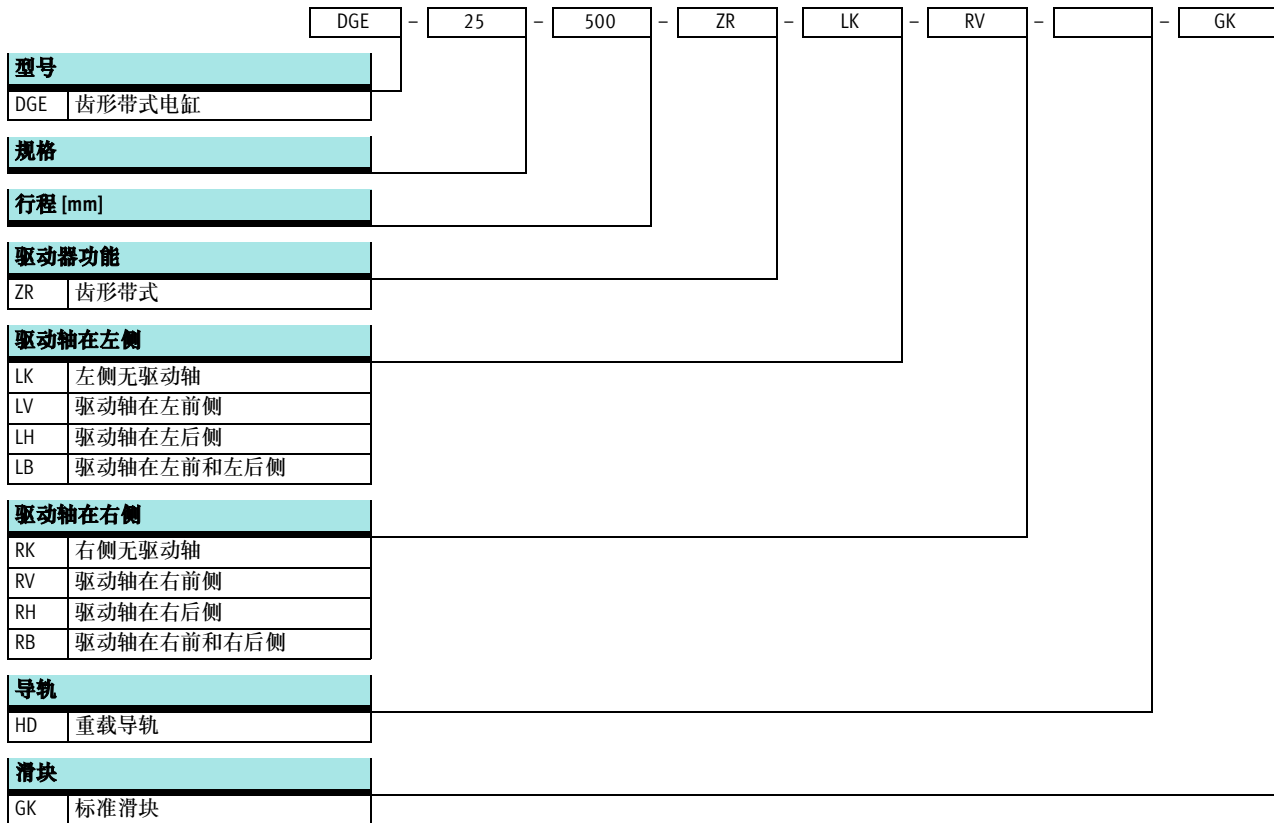 DGE – 25 – 500 – ZR – LK – RV – – GK
型号
DGE 齿形带式电缸
规格
行程 [mm]
驱动器功能
ZR 齿形带式
驱动轴在左侧
LK 左侧无驱动轴
LV 驱动轴在左前侧
LH 驱动轴在左后侧
LB 驱动轴在左前和左后侧
驱动轴在右侧
RK 右侧无驱动轴
RV 驱动轴在右前侧
RH 驱动轴在右后侧
RB 驱动轴在右前和右后侧
导轨
HD 重载导轨
滑块
GK 标准滑块